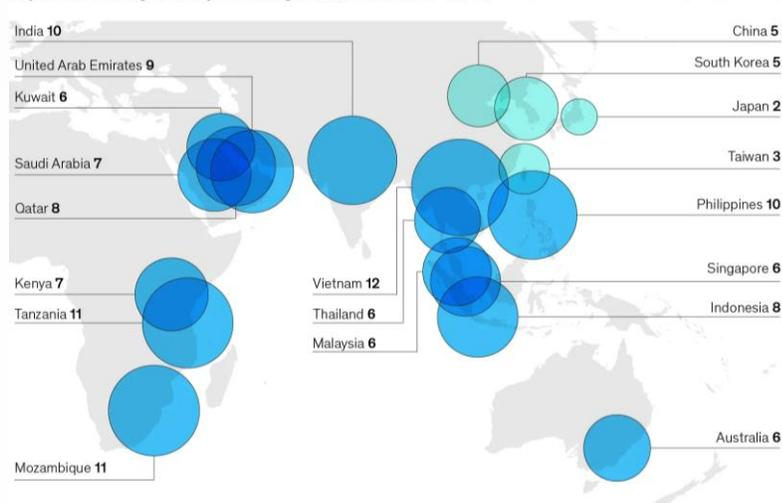 India 10
United Arab Emirates 9
Kuwait 6
Saudi Arabia 7
Qatar 8
Kenya 7
Tanzania 11
Mozambique 11
Vietnam 12
Thailand 6
Malaysia 6
China 5
South Korea 5
Japan 2
Taiwan 3
Philippines 10
Singapore 6
Indonesia 8
Australia 6